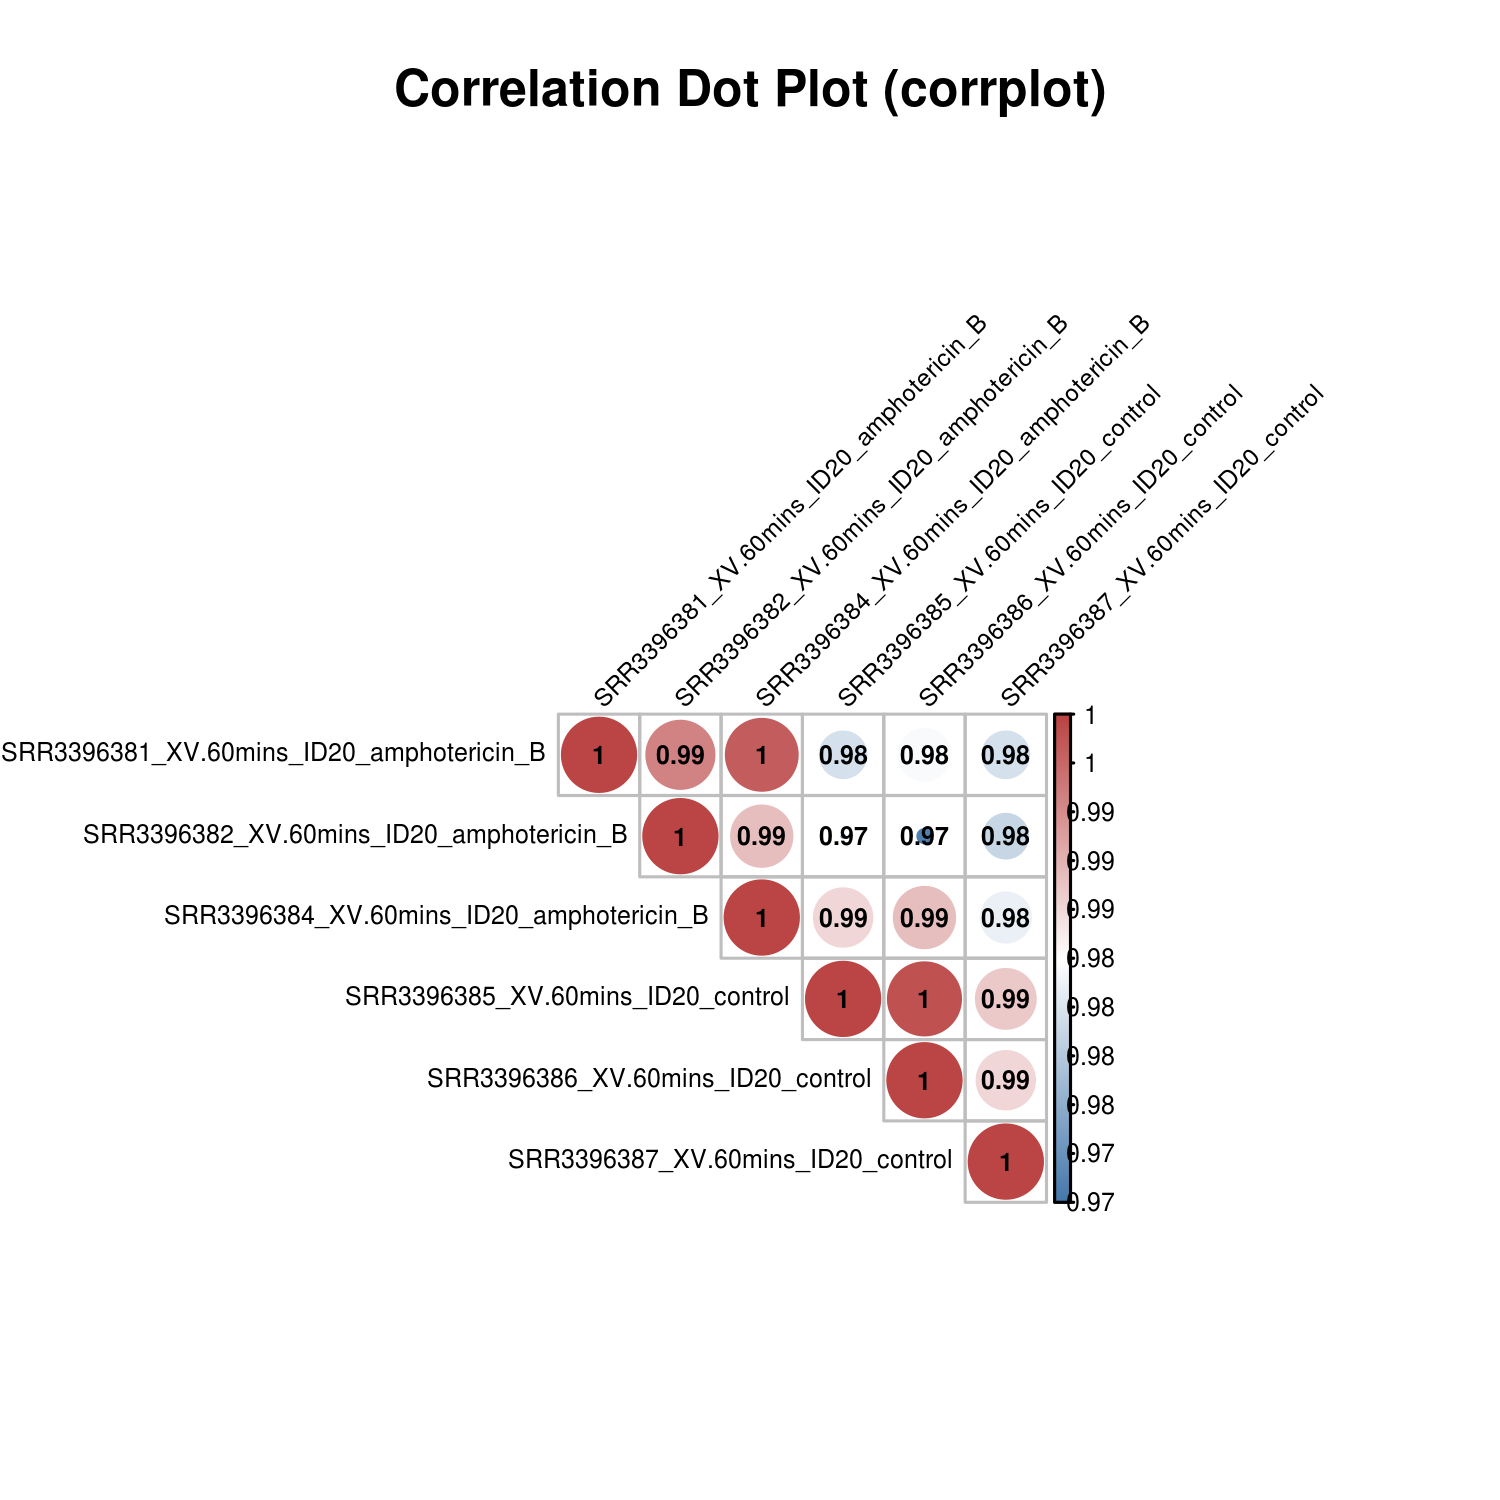 Correlation Dot Plot (corrplot)
SRR3396381_XV.60mins_ID20_amphotericin_B
SRR3396382_XV.60mins_ID20_amphotericin_B
SRR3396384_XV.60mins_ID20_amphotericin_B
SRR3396385_XV.60mins_ID20_control
SRR3396386_XV.60mins_ID20_control
SRR3396387_XV.60mins_ID20_control
SRR3396381_XV.60mins_ID20_amphotericin_B 1 0.99 1 0.98 0.98 0.98
SRR3396382_XV.60mins_ID20_amphotericin_B 1 0.99 0.97 0.97 0.98
SRR3396384_XV.60mins_ID20_amphotericin_B 1 0.99 0.99 0.98
SRR3396385_XV.60mins_ID20_control 1 1 0.99
SRR3396386_XV.60mins_ID20_control 1 0.99
SRR3396387_XV.60mins_ID20_control 1
1
1
0.99
0.99
0.99
0.98
0.98
0.98
0.98
0.97
0.97